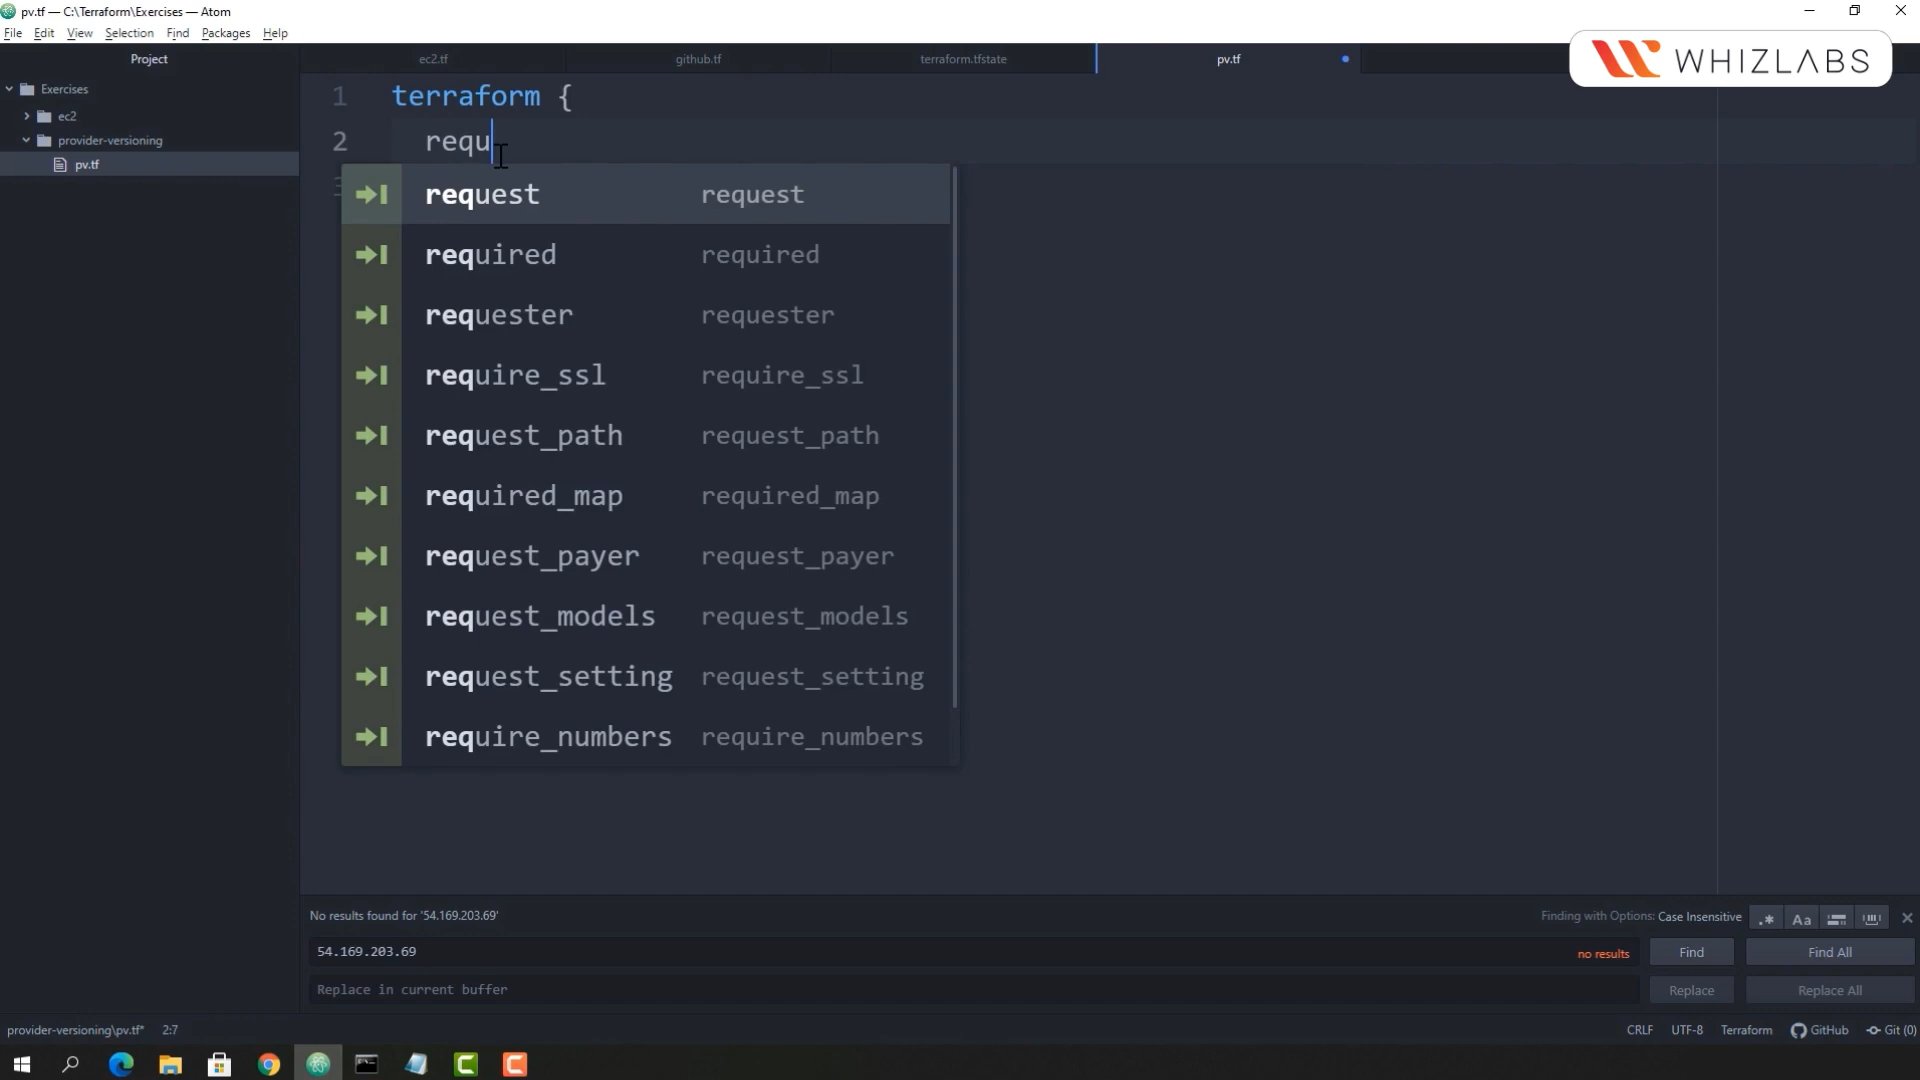 pv.tf — C:\Terraform\Exercises — Atom
File Edit View Selection Find Packages Help
Project
ec2.tf
github.tf
terraform.tfstate
pv.tf
WHIZLABS
Exercises
ec2
provider-versioning
pv.tf
1 terraform {
2 requ
3
request request
required required
requester requester
require_ssl require_ssl
request_path request_path
required_map required_map
request_payer request_payer
request_models request_models
request_setting request_setting
require_numbers require_numbers
No results found for '54.169.203.69'
Finding with Options: Case Insensitive
.* Aa
54.169.203.69
no results
Find
Find All
Replace in current buffer
Replace
Replace All
provider-versioning\pv.tf* 2:7
CRLF UTF-8 Terraform GitHub Git (0)